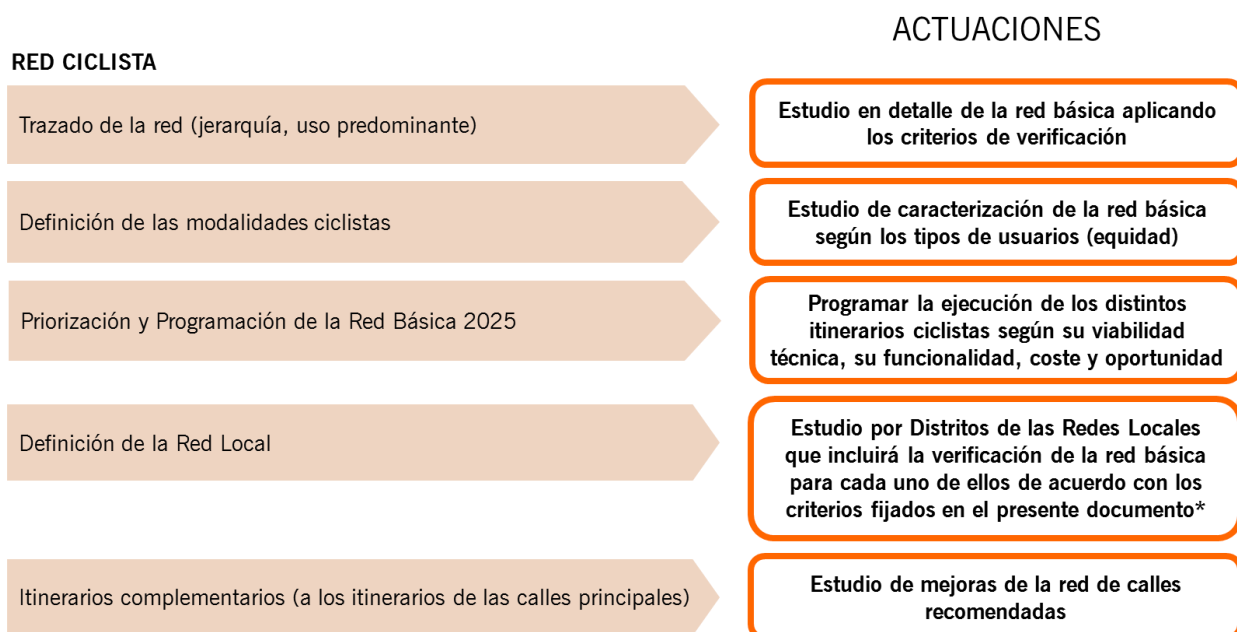 ACTUACIONES
RED CICLISTA
Trazado de la red (jerarquía, uso predominante)
Estudio en detalle de la red básica aplicando
los criterios de verificación
Definición de las modalidades ciclistas
Estudio de caracterización de la red básica
según los tipos de usuarios (equidad)
Priorización y Programación de la Red Básica 2025
Programar la ejecución de los distintos
itinerarios ciclistas según su viabilidad
técnica, su funcionalidad, coste y oportunidad
Definición de la Red Local
Estudio por Distritos de las Redes Locales
que incluirá la verificación de la red básica
para cada uno de ellos de acuerdo con los
criterios fijados en el presente documento*
Itinerarios complementarios (a los itinerarios de las calles principales)
Estudio de mejoras de la red de calles
recomendadas